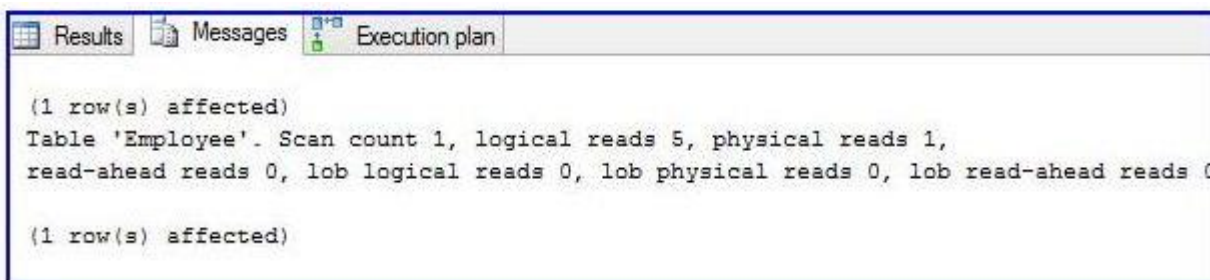 Results Messages Execution plan
(1 row(s) affected)
Table 'Employee'. Scan count 1, logical reads 5, physical reads 1,
read-ahead reads 0, lob logical reads 0, lob physical reads 0, lob read-ahead reads 0
(1 row(s) affected)